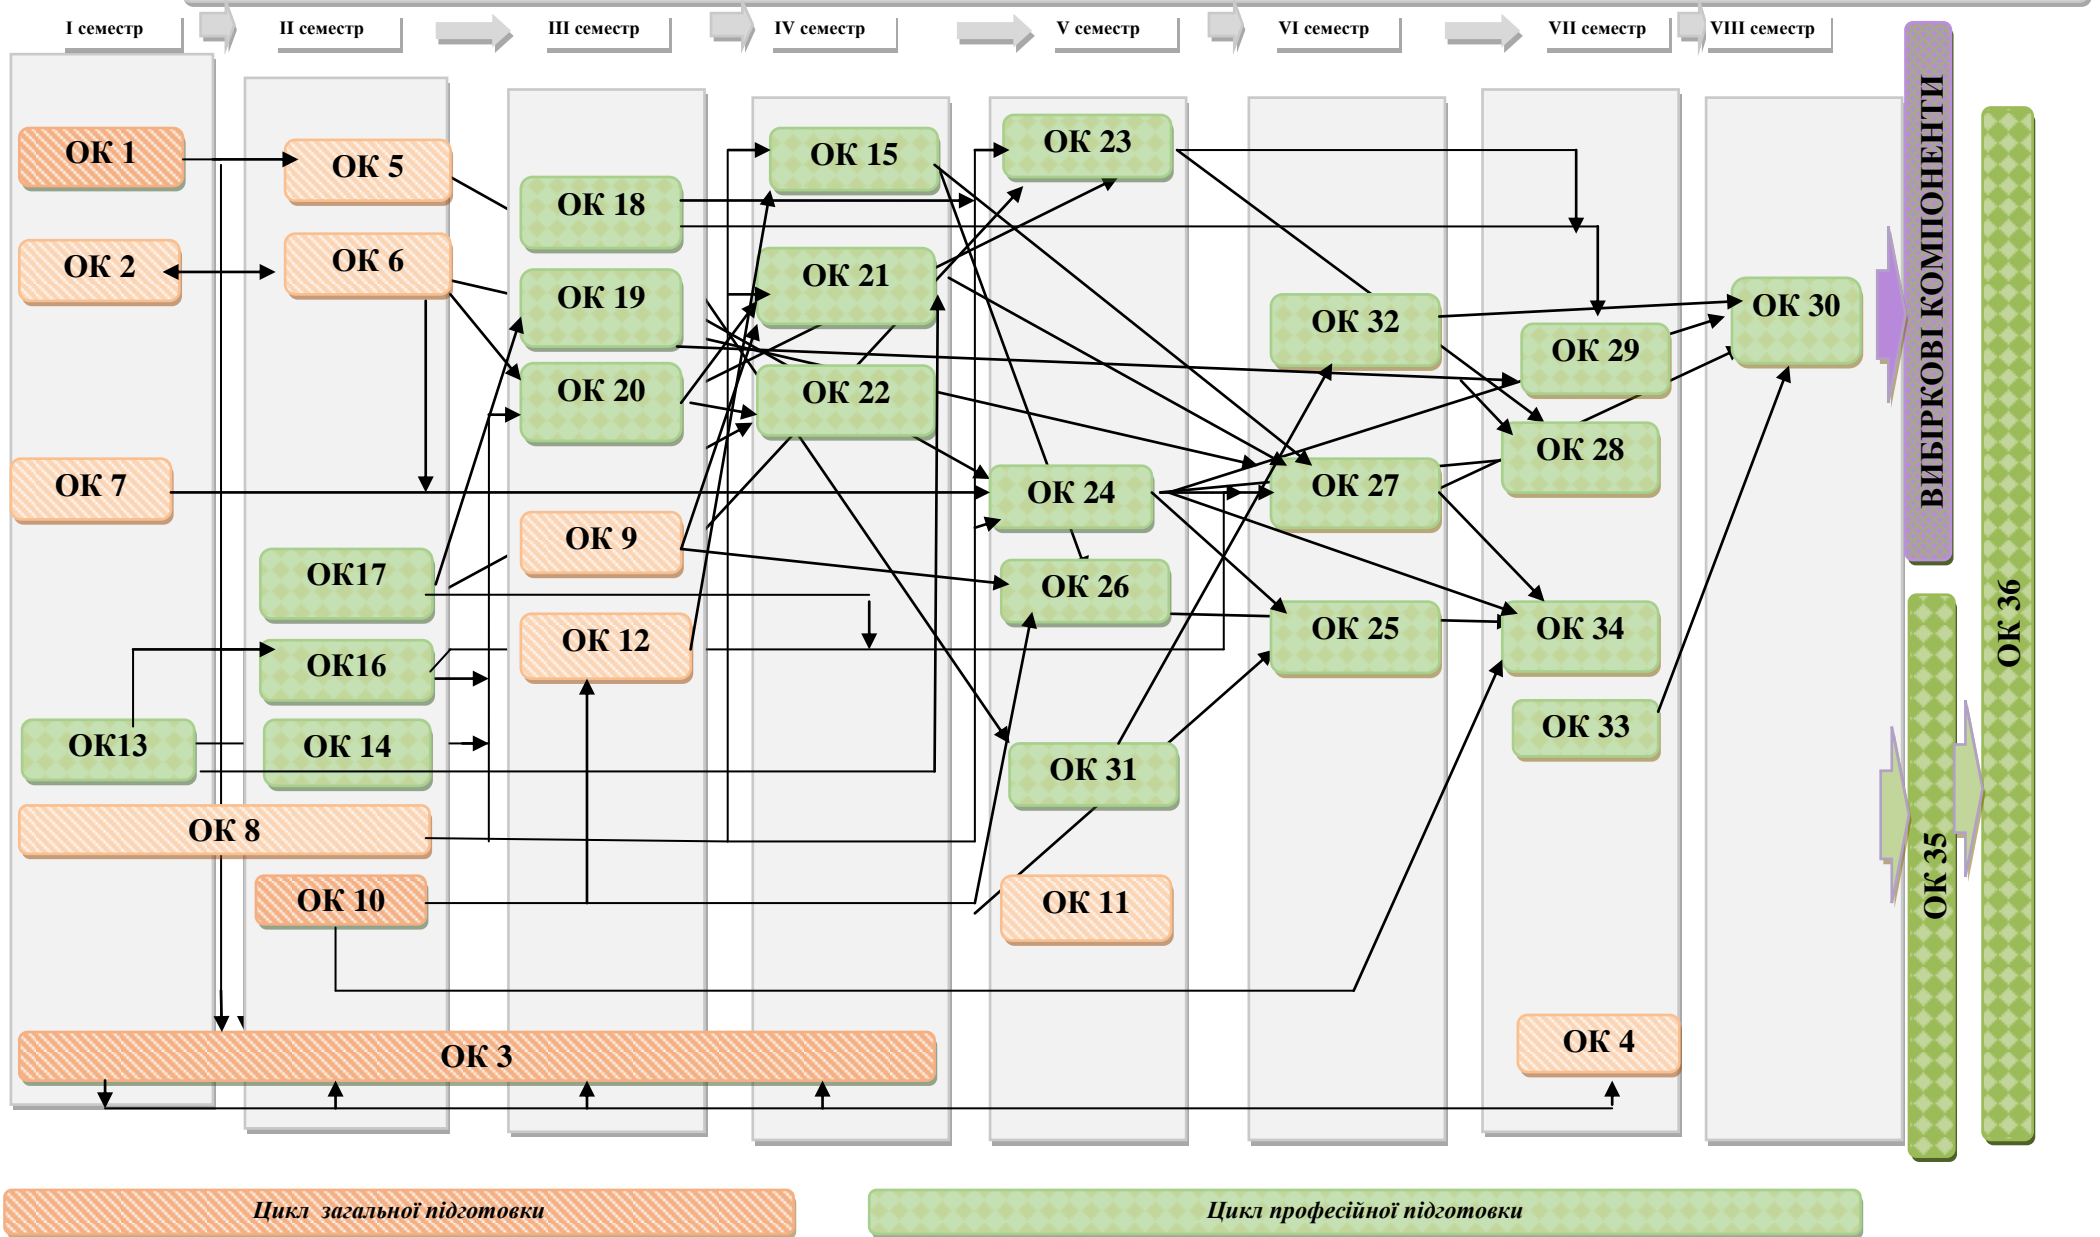 I семестр
II семестр
III семестр
IV семестр
V семестр
VI семестр
VII семестр
VIII семестр
ОК 1
ОК 2
ОК 7
ОК13
ОК 8
ОК 5
ОК 6
ОК17
ОК16
ОК 14
ОК 10
ОК 3
ОК 18
ОК 19
ОК 20
ОК 9
ОК 12
ОК 15
ОК 21
ОК 22
ОК 23
ОК 24
ОК 26
ОК 31
ОК 11
ОК 32
ОК 27
ОК 25
ОК 29
ОК 28
ОК 34
ОК 33
ОК 4
ОК 30
ВИБІРКОВІ КОМПОНЕНТИ
ОК 35
ОК 36
Цикл загальної підготовки
Цикл професійної підготовки